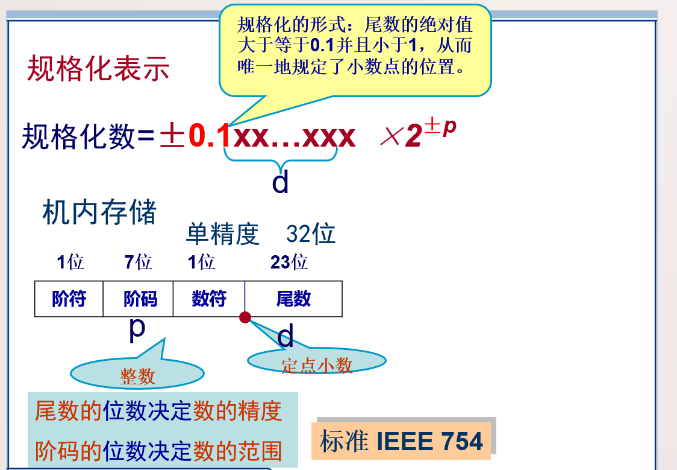 规格化的形式：尾数的绝对值
大于等于0.1并且小于1，从而
唯一地规定了小数点的位置。
规格化表示
规格化数=±0.1xx…xxx ×2±p
d
机内存储
单精度 32位
1位 7位 1位 23位
阶符 阶码 数符 尾数
p d
整数 定点小数
尾数的位数决定数的精度
阶码的位数决定数的范围
标准 IEEE 754